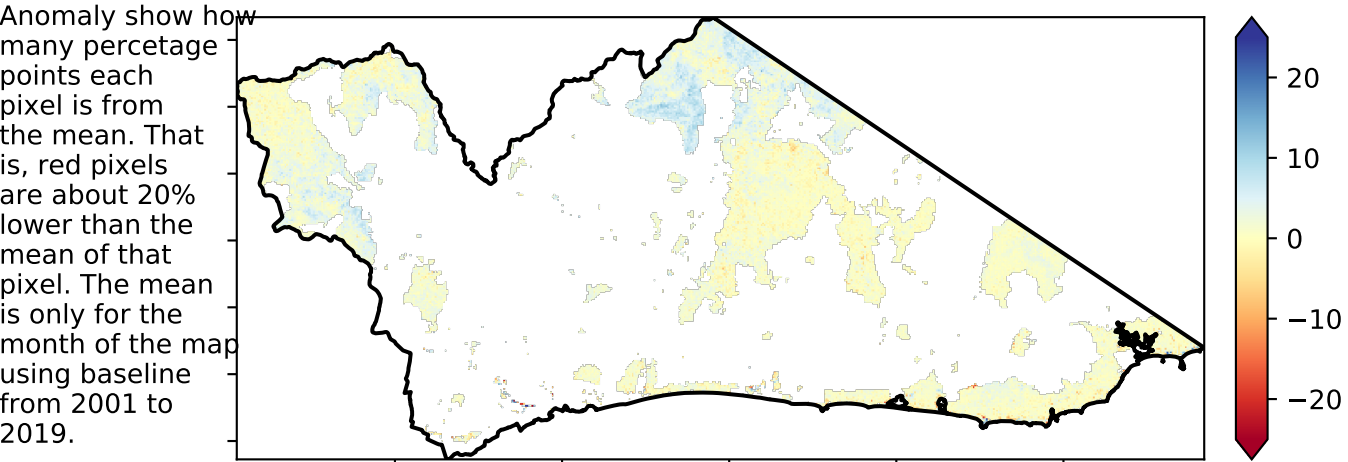 Anomaly show how
many percetage
points each
pixel is from
the mean. That
is, red pixels
are about 20%
lower than the
mean of that
pixel. The mean
is only for the
month of the map
using baseline
from 2001 to
2019.
20
10
0
−10
−20